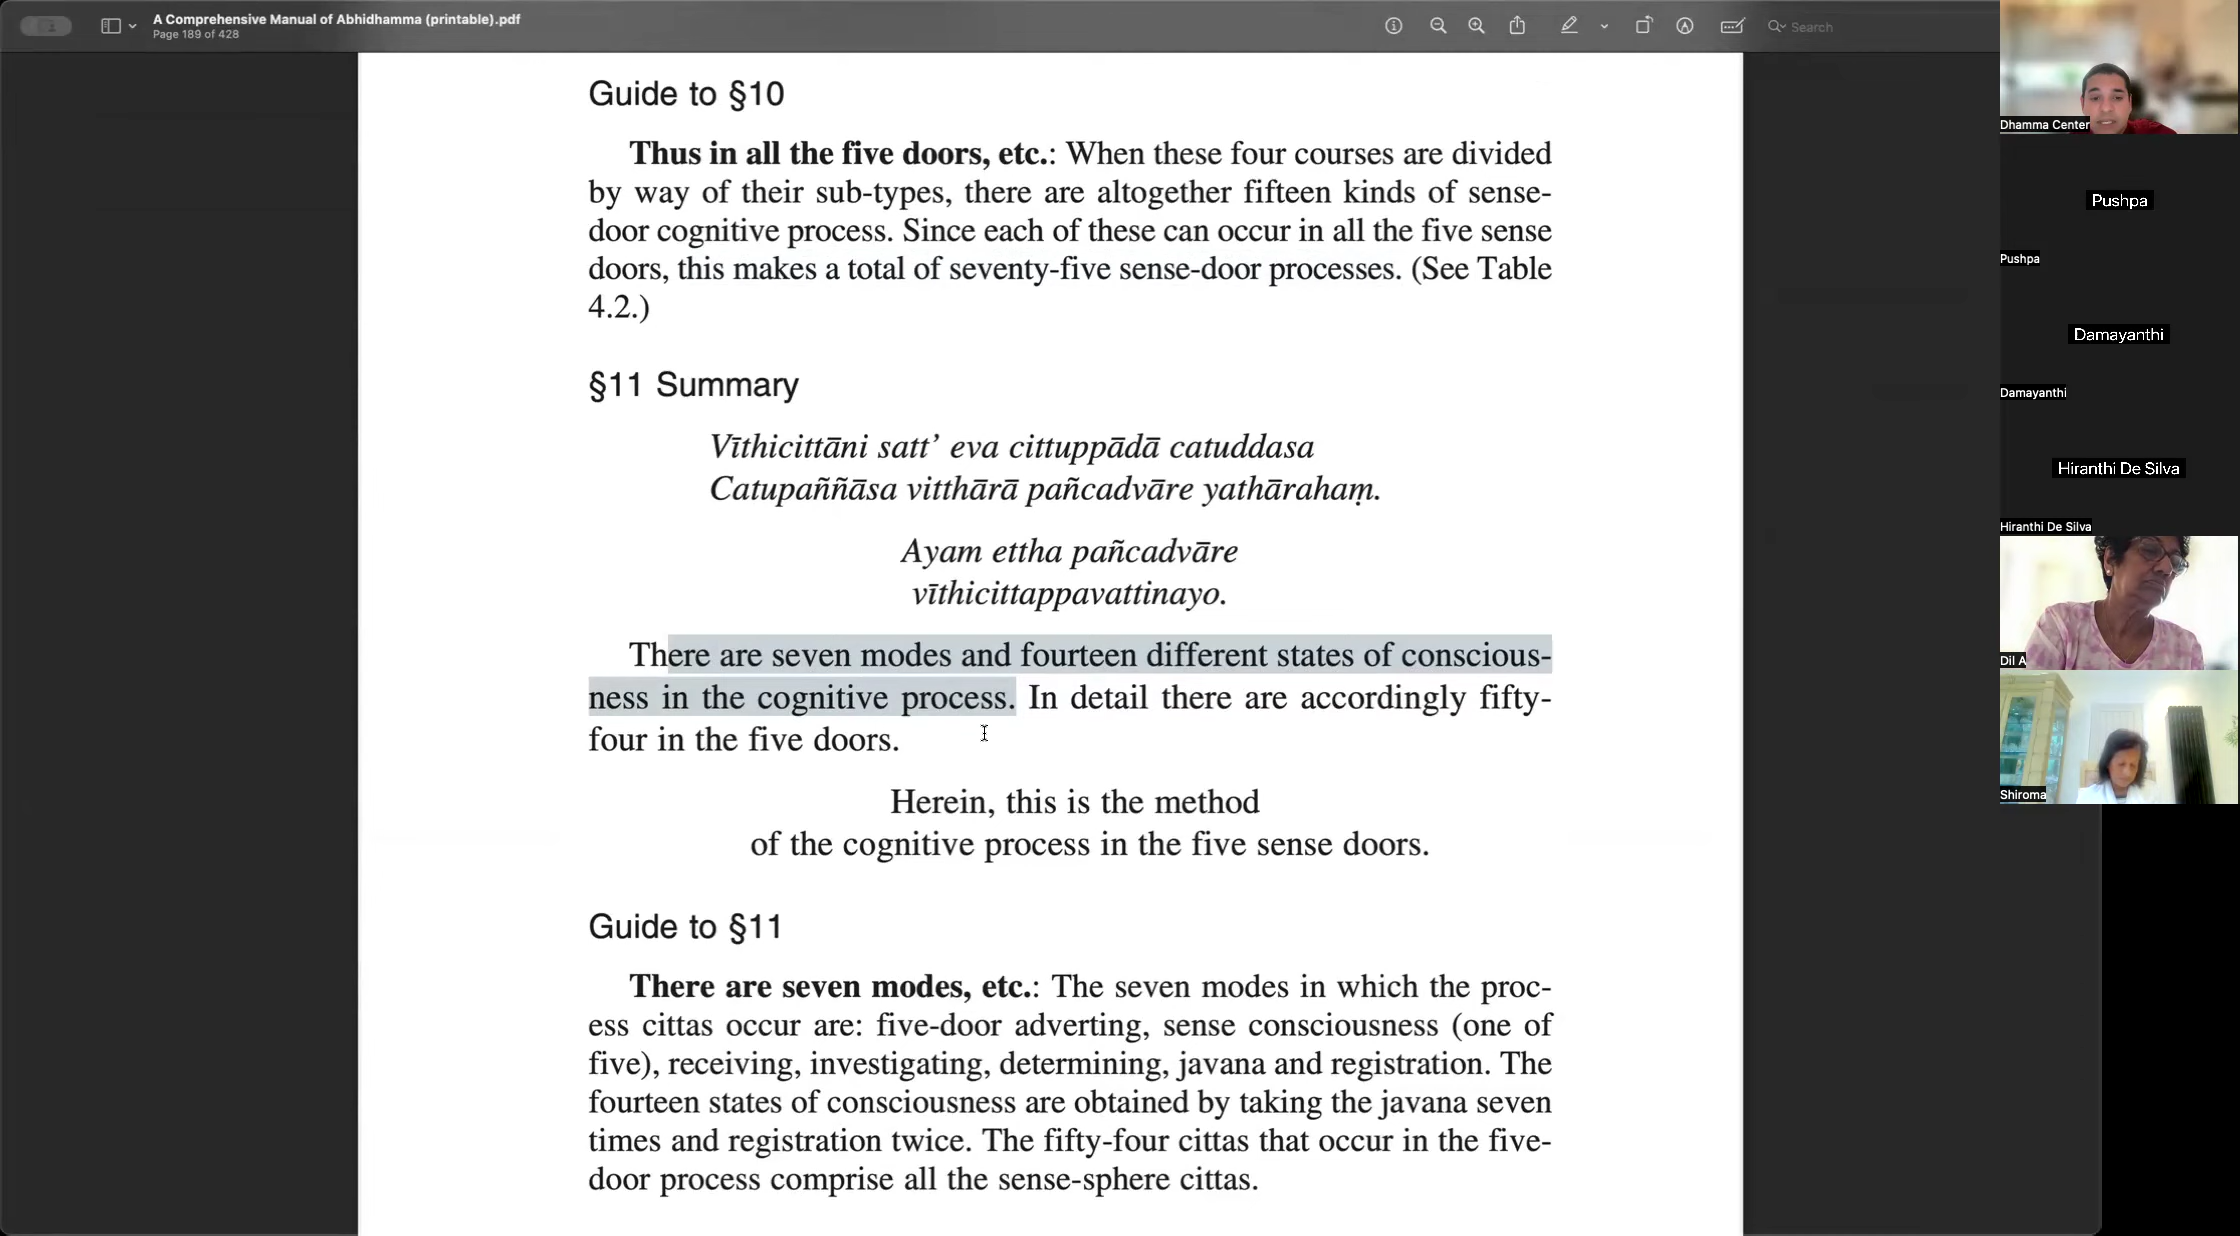 A Comprehensive Manual of Abhidhamma (printable).pdf
Page 189 of 428
Search
Guide to §10
Thus in all the five doors, etc.: When these four courses are divided
by way of their sub-types, there are altogether fifteen kinds of sense-
door cognitive process. Since each of these can occur in all the five sense
doors, this makes a total of seventy-five sense-door processes. (See Table
4.2.)
§11 Summary
Vīthicittāni satt’ eva cittuppādā catuddasa
Catupaññāsa vitthārā pañcadvāre yathārahaṃ.
Ayam ettha pañcadvāre
vīthicittappavattinayo.
There are seven modes and fourteen different states of conscious-
ness in the cognitive process. In detail there are accordingly fifty-
four in the five doors.
Herein, this is the method
of the cognitive process in the five sense doors.
Guide to §11
There are seven modes, etc.: The seven modes in which the proc-
ess cittas occur are: five-door adverting, sense consciousness (one of
five), receiving, investigating, determining, javana and registration. The
fourteen states of consciousness are obtained by taking the javana seven
times and registration twice. The fifty-four cittas that occur in the five-
door process comprise all the sense-sphere cittas.
Dhamma Center
Pushpa
Pushpa
Damayanthi
Damayanthi
Hiranthi De Silva
Hiranthi De Silva
Dil A
Shiroma